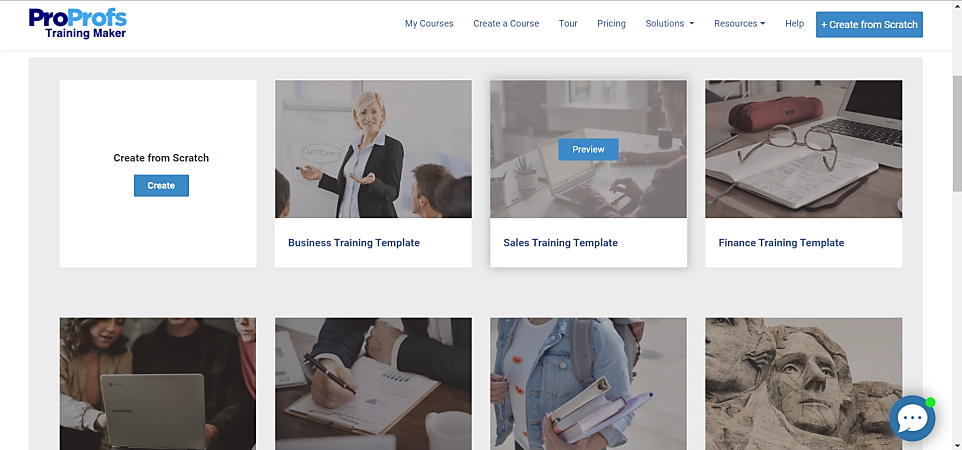 ProProfs
Training Maker
My Courses
Create a Course
Tour
Pricing
Solutions
Resources
Help
+ Create from Scratch
Create from Scratch
Create
Preview
Business Training Template
Sales Training Template
Finance Training Template
SAMSUNG